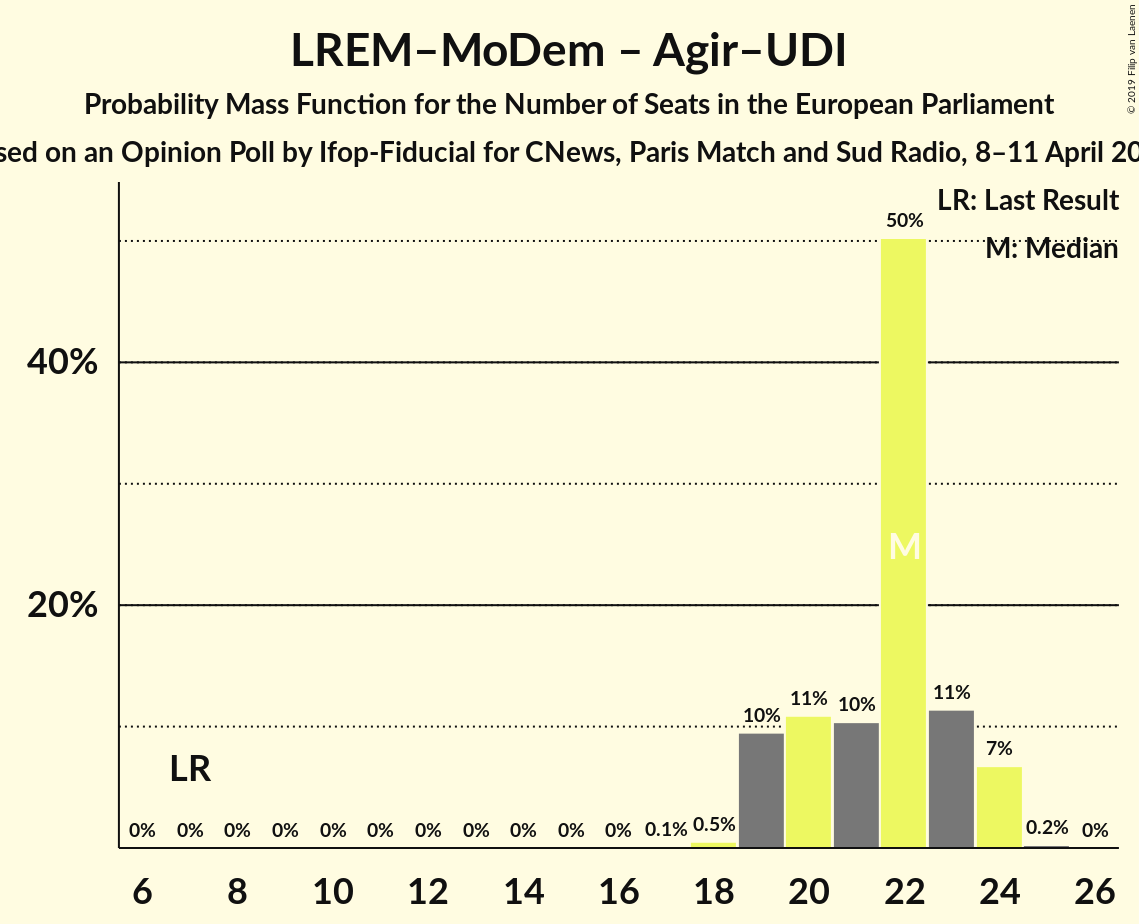 LREM–MoDem – Agir–UDI
Probability Mass Function for the Number of Seats in the European Parliament
on an Opinion Poll by Ifop-Fiducial for CNews, Paris Match and Sud Radio, 8–11 April
© 2019 Filip van Laenen
LR: Last Result
M: Median
50%
40%
20%
M
LR
0% 0% 0% 0% 0% 0% 0% 0% 0% 0% 0% 0.1% 0.5% 10% 11% 10% 11% 7% 0.2% 0%
6 8 10 12 14 16 18 20 22 24 26